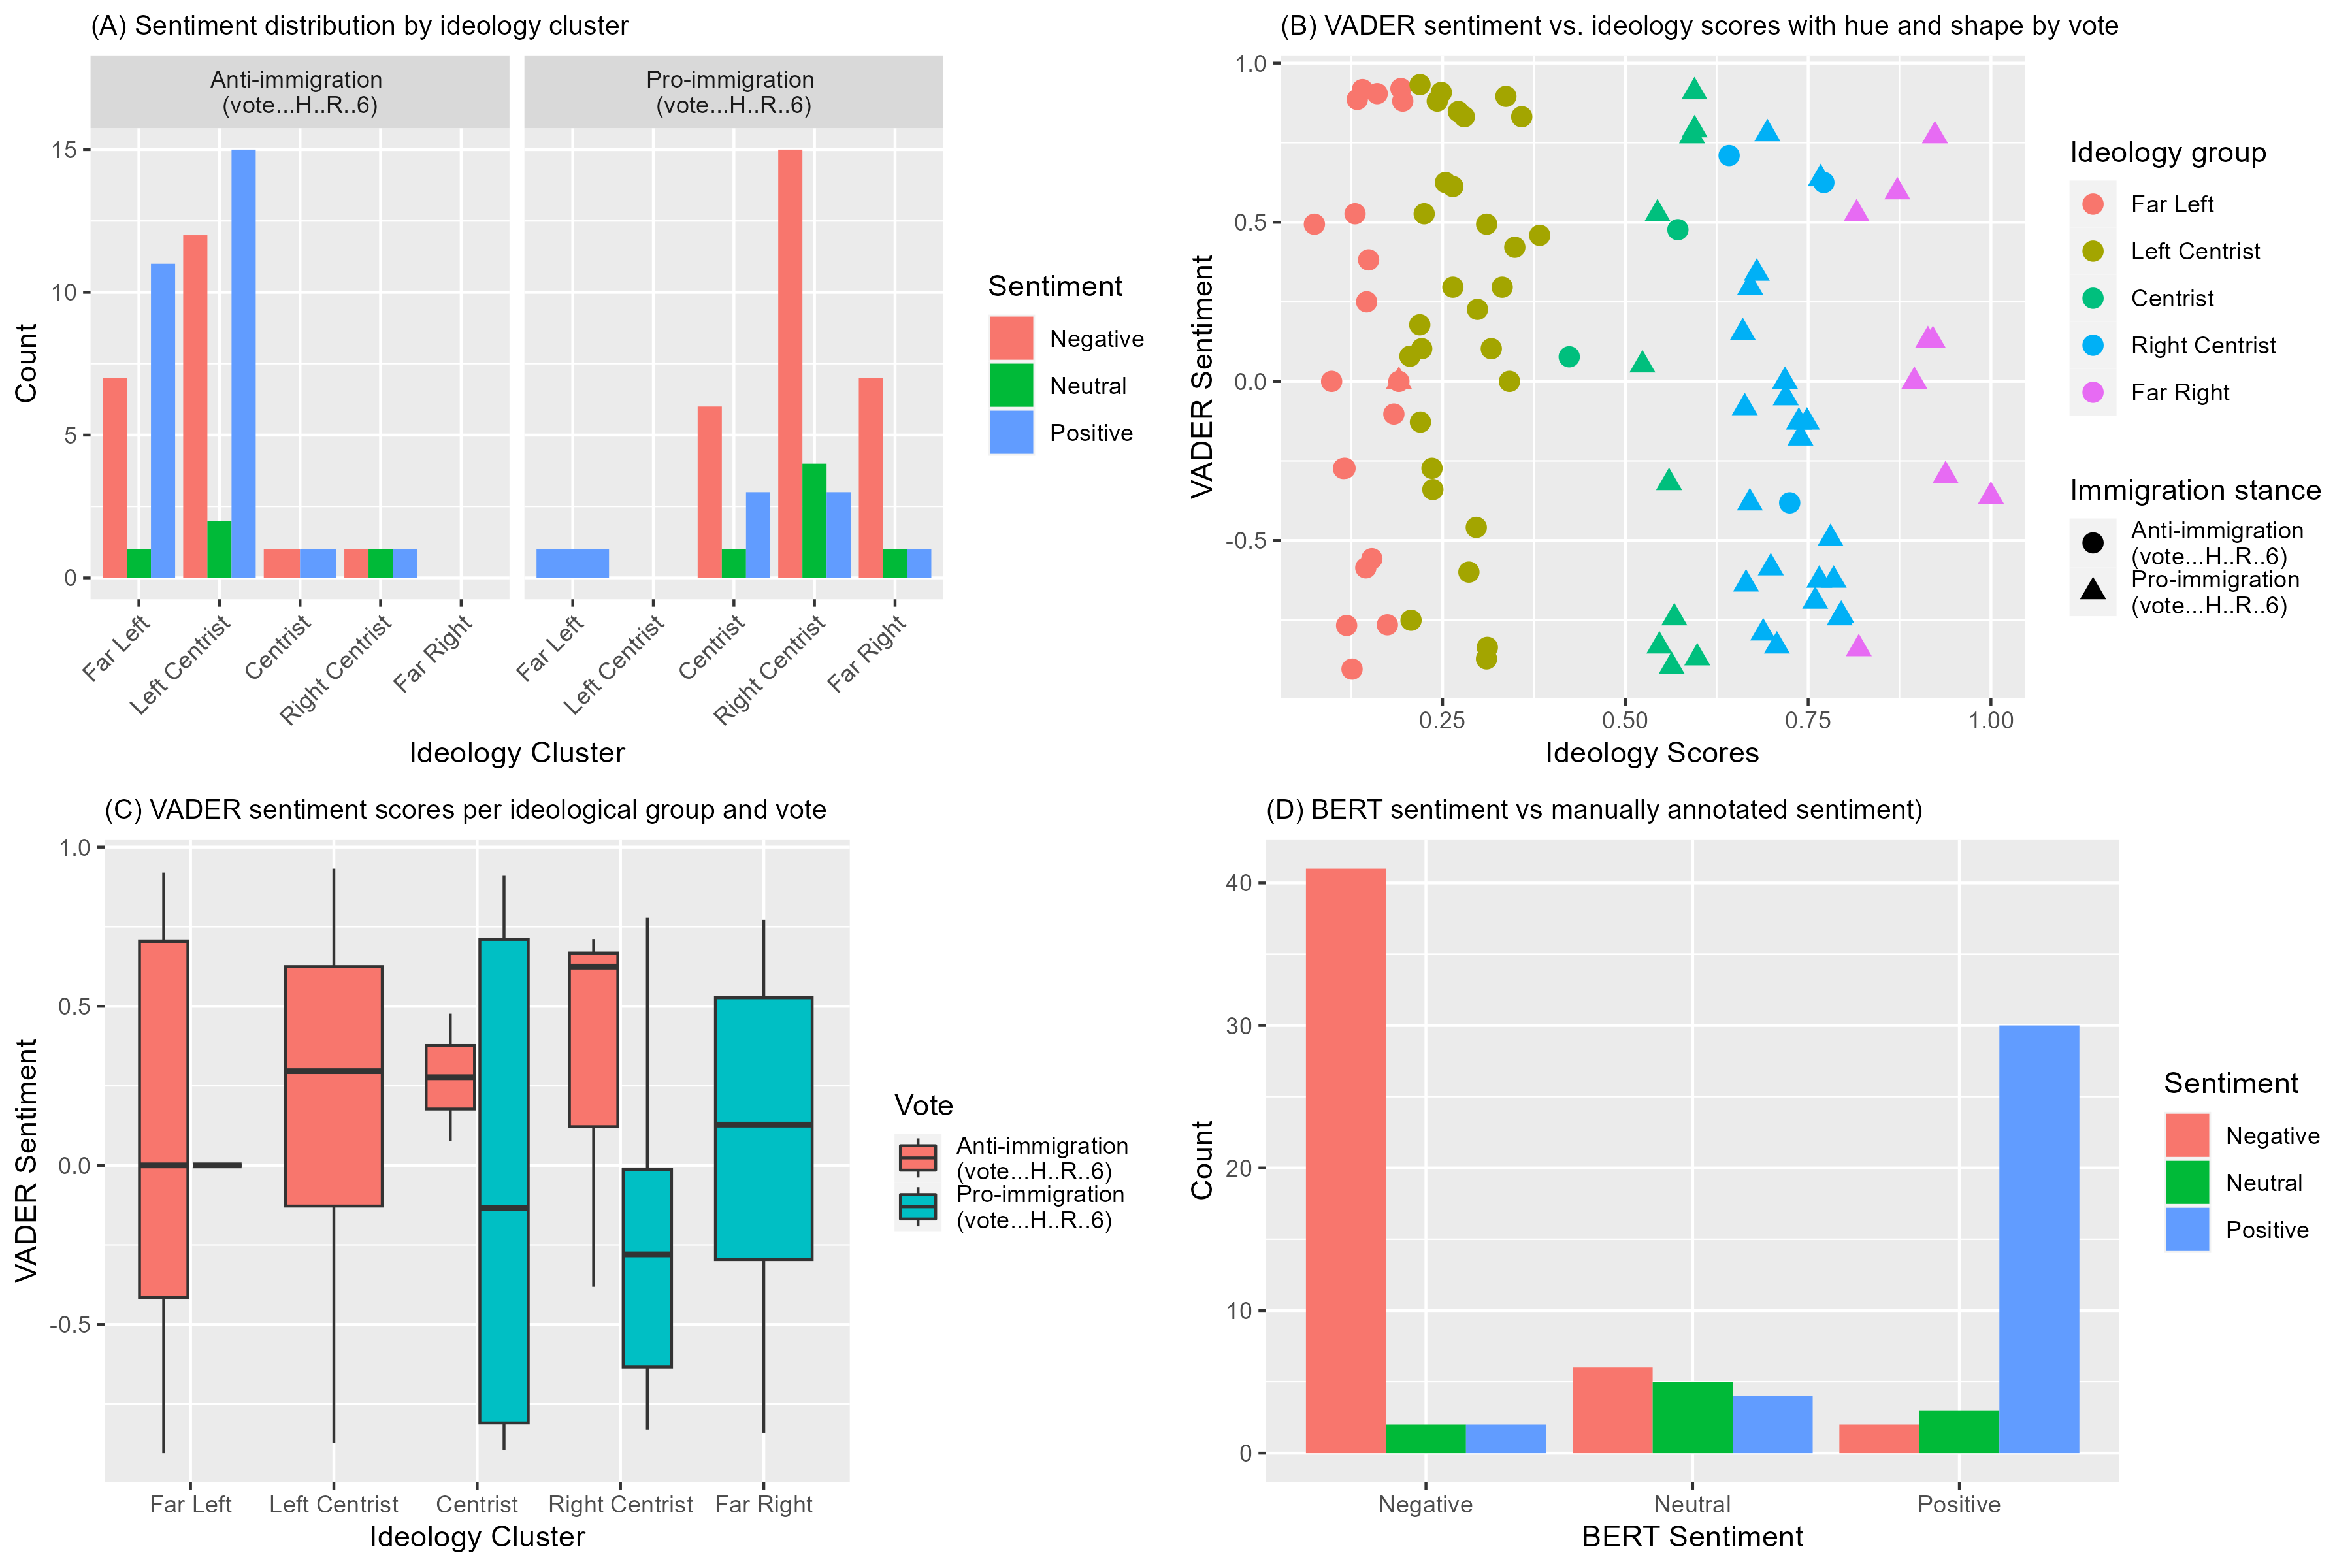 (A) Sentiment distribution by ideology cluster
Anti-immigration
(vote...H..R..6)
Pro-immigration
(vote...H..R..6)
15
10
5
0
Count
Far Left
Left Centrist
Centrist
Right Centrist
Far Right
Far Left
Left Centrist
Centrist
Right Centrist
Far Right
Ideology Cluster
Sentiment
Negative
Neutral
Positive
(B) VADER sentiment vs. ideology scores with hue and shape by vote
1.0
0.5
0.0
-0.5
VADER Sentiment
0.25
0.50
0.75
1.00
Ideology Scores
Ideology group
Far Left
Left Centrist
Centrist
Right Centrist
Far Right
Immigration stance
Anti-immigration
(vote...H..R..6)
Pro-immigration
(vote...H..R..6)
(C) VADER sentiment scores per ideological group and vote
1.0
0.5
0.0
-0.5
VADER Sentiment
Far Left
Left Centrist
Centrist
Right Centrist
Far Right
Ideology Cluster
Vote
Anti-immigration
(vote...H..R..6)
Pro-immigration
(vote...H..R..6)
(D) BERT sentiment vs manually annotated sentiment)
40
30
20
10
0
Count
Negative
Neutral
Positive
BERT Sentiment
Sentiment
Negative
Neutral
Positive